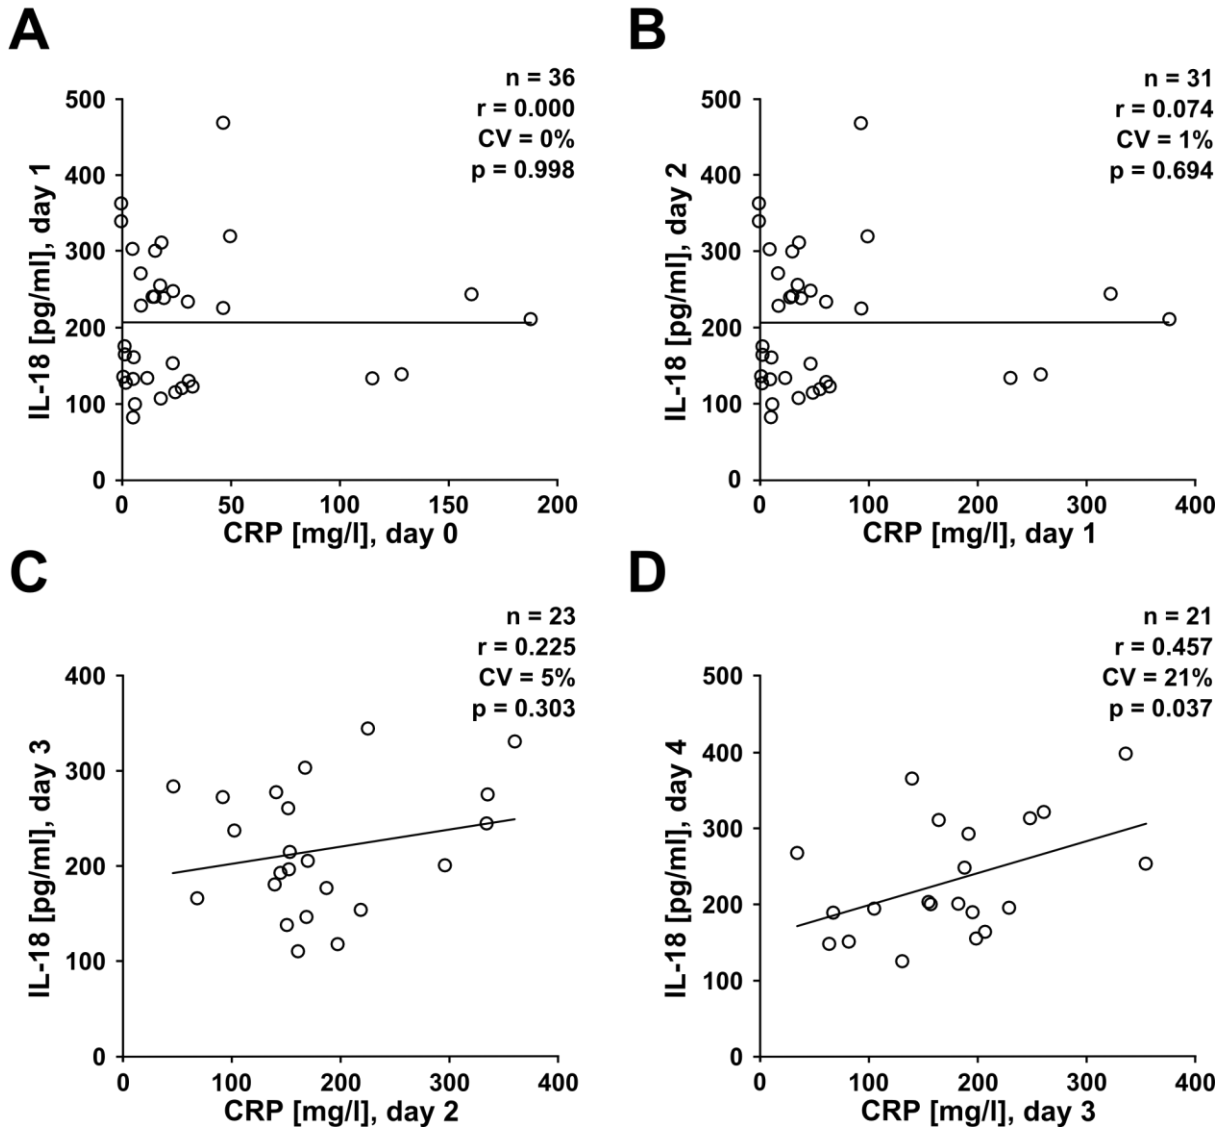 A
n = 36
r = 0.000
CV = 0%
p = 0.998
IL-18 [pg/ml], day 1
500
400
300
200
100
0
0 50 100 150 200
CRP [mg/l], day 0
B
n = 31
r = 0.074
CV = 1%
p = 0.694
IL-18 [pg/ml], day 2
500
400
300
200
100
0
0 100 200 300 400
CRP [mg/l], day 1
C
n = 23
r = 0.225
CV = 5%
p = 0.303
IL-18 [pg/ml], day 3
400
300
200
100
0
0 100 200 300 400
CRP [mg/l], day 2
D
n = 21
r = 0.457
CV = 21%
p = 0.037
IL-18 [pg/ml], day 4
500
400
300
200
100
0
0 100 200 300 400
CRP [mg/l], day 3